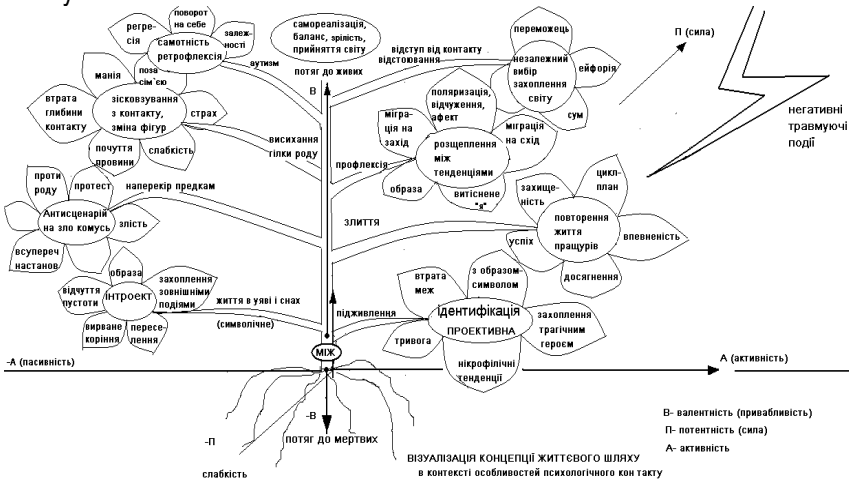 поворот
на себе
регре-
сія
залеж-
ності
самотність
ретрофлексія
аутизм
самореалізація,
баланс, зрілість,
прийняття світу
потяг до живих
В
відступ від контакту
відстоювання
переможець
незалежний
вибір
захоплення
світу
ейфорія
сум
П (сила)
негативні
травмуючі
події
манія
поза
сім`єю
втрата
глибини
контакту
зісковзування
з контакту,
зміна фігур
страх
почуття
провини
слабкість
висихання
гілки роду
поляризація,
відчуження,
афект
мігра-
ція на
захід
міграція
на схід
розщеплення
між
тенденціями
профлексія
образа
витіснене
"я"
проти
роду
протест
наперекір предкам
Антисценарій
на зло комусь
злість
всупереч
настанов
злиття
захище-
ність
цикл-
план
повторення
життя
пращурів
впевненість
успіх
досягнення
образа
відчуття
пустоти
захоплення
зовнішніми
подіями
інтроект
життя в уяві і снах
(символічне)
вирване
коріння
пересе-
лення
підживлення
втрата
меж
з образом-
символом
ідентифікація
ПРОЕКТИВНА
захоплення
трагічним
героєм
тривога
нікрофілічні
тенденції
МІЖ
-А (пасивність)
А (активність)
-В
потяг до мертвих
-П
слабкість
В- валентність (привабливість)
П- потентність (сила)
А- активність
ВІЗУАЛІЗАЦІЯ КОНЦЕПЦІЇ ЖИТТЄВОГО ШЛЯХУ
в контексті особливостей психологічного кон такту